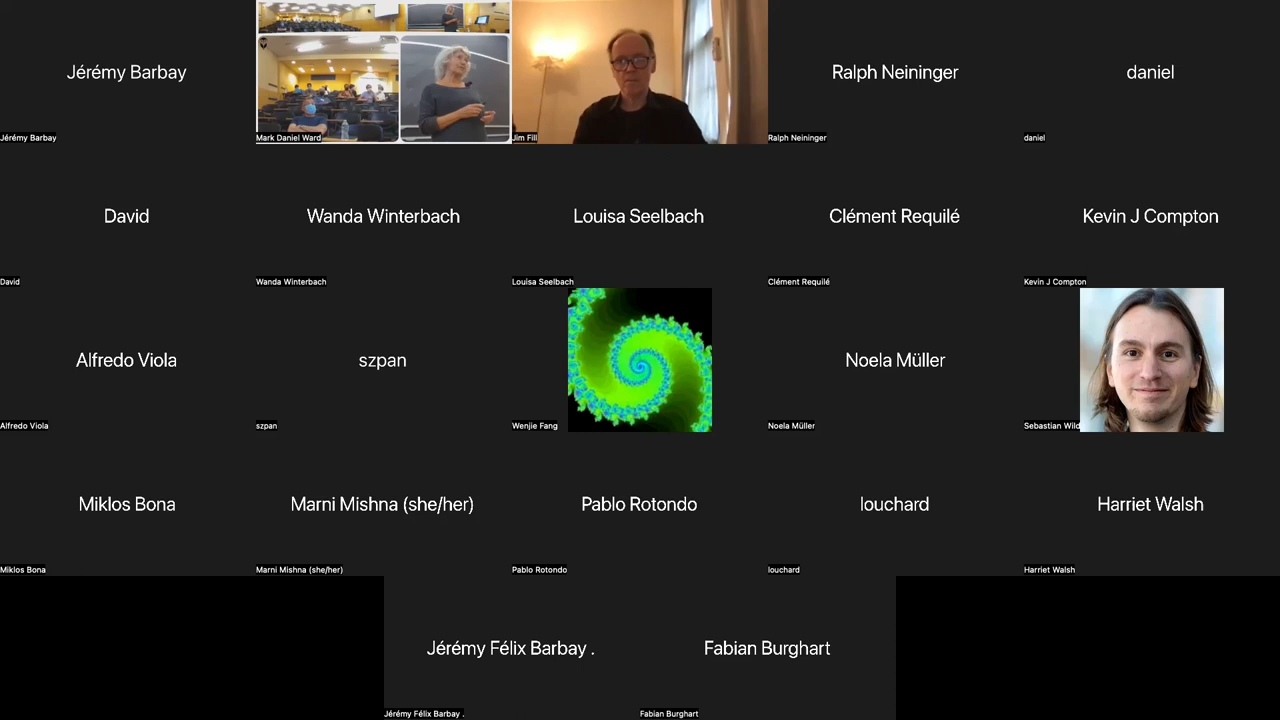 Jérémy Barbay
Jérémy Barbay
Mark Daniel Ward
Jim Fill
Ralph Neininger
Ralph Neininger
daniel
daniel
David
David
Wanda Winterbach
Wanda Winterbach
Louisa Seelbach
Louisa Seelbach
Clément Requilé
Clément Requilé
Kevin J Compton
Kevin J Compton
Alfredo Viola
Alfredo Viola
szpan
szpan
Wenjie Fang
Noela Müller
Noela Müller
Sebastian Wild
Miklos Bona
Miklos Bona
Marni Mishna (she/her)
Marni Mishna (she/her)
Pablo Rotondo
Pablo Rotondo
louchard
louchard
Harriet Walsh
Harriet Walsh
Jérémy Félix Barbay .
Jérémy Félix Barbay .
Fabian Burghart
Fabian Burghart